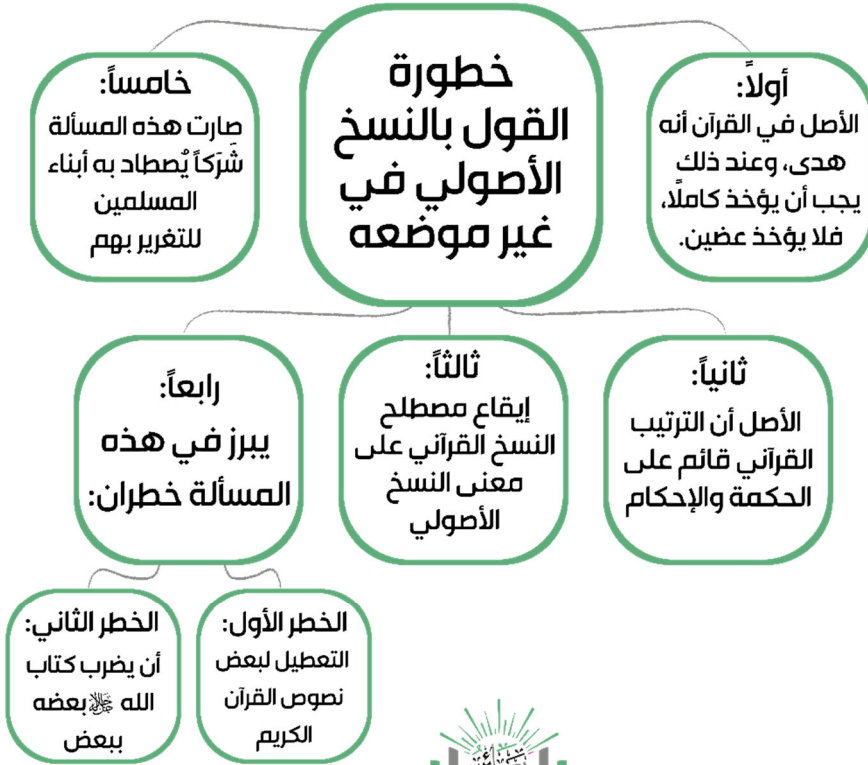 خطورة
القول بالنسخ
الأصولي في
غير موضعه
أولاً:
الأصل في القرآن أنه
هدى، وعند ذلك
يجب أن يؤخذ كاملًا،
فلا يؤخذ عضين.
ثانياً:
الأصل أن الترتيب
القرآني قائم على
الحكمة والإحكام
ثالثاً:
إيقاع مصطلح
النسخ القرآني على
معنى النسخ
الأصولي
رابعاً:
يبرز في هذه
المسألة خطران:
الخطر الأول:
التعطيل لبعض
نصوص القرآن
الكريم
الخطر الثاني:
أن يضرب كتاب
الله ﷻ بعضه
ببعض
خامساً:
صارت هذه المسألة
شَرَكاً يُصطاد به أبناء
المسلمين
للتغرير بهم